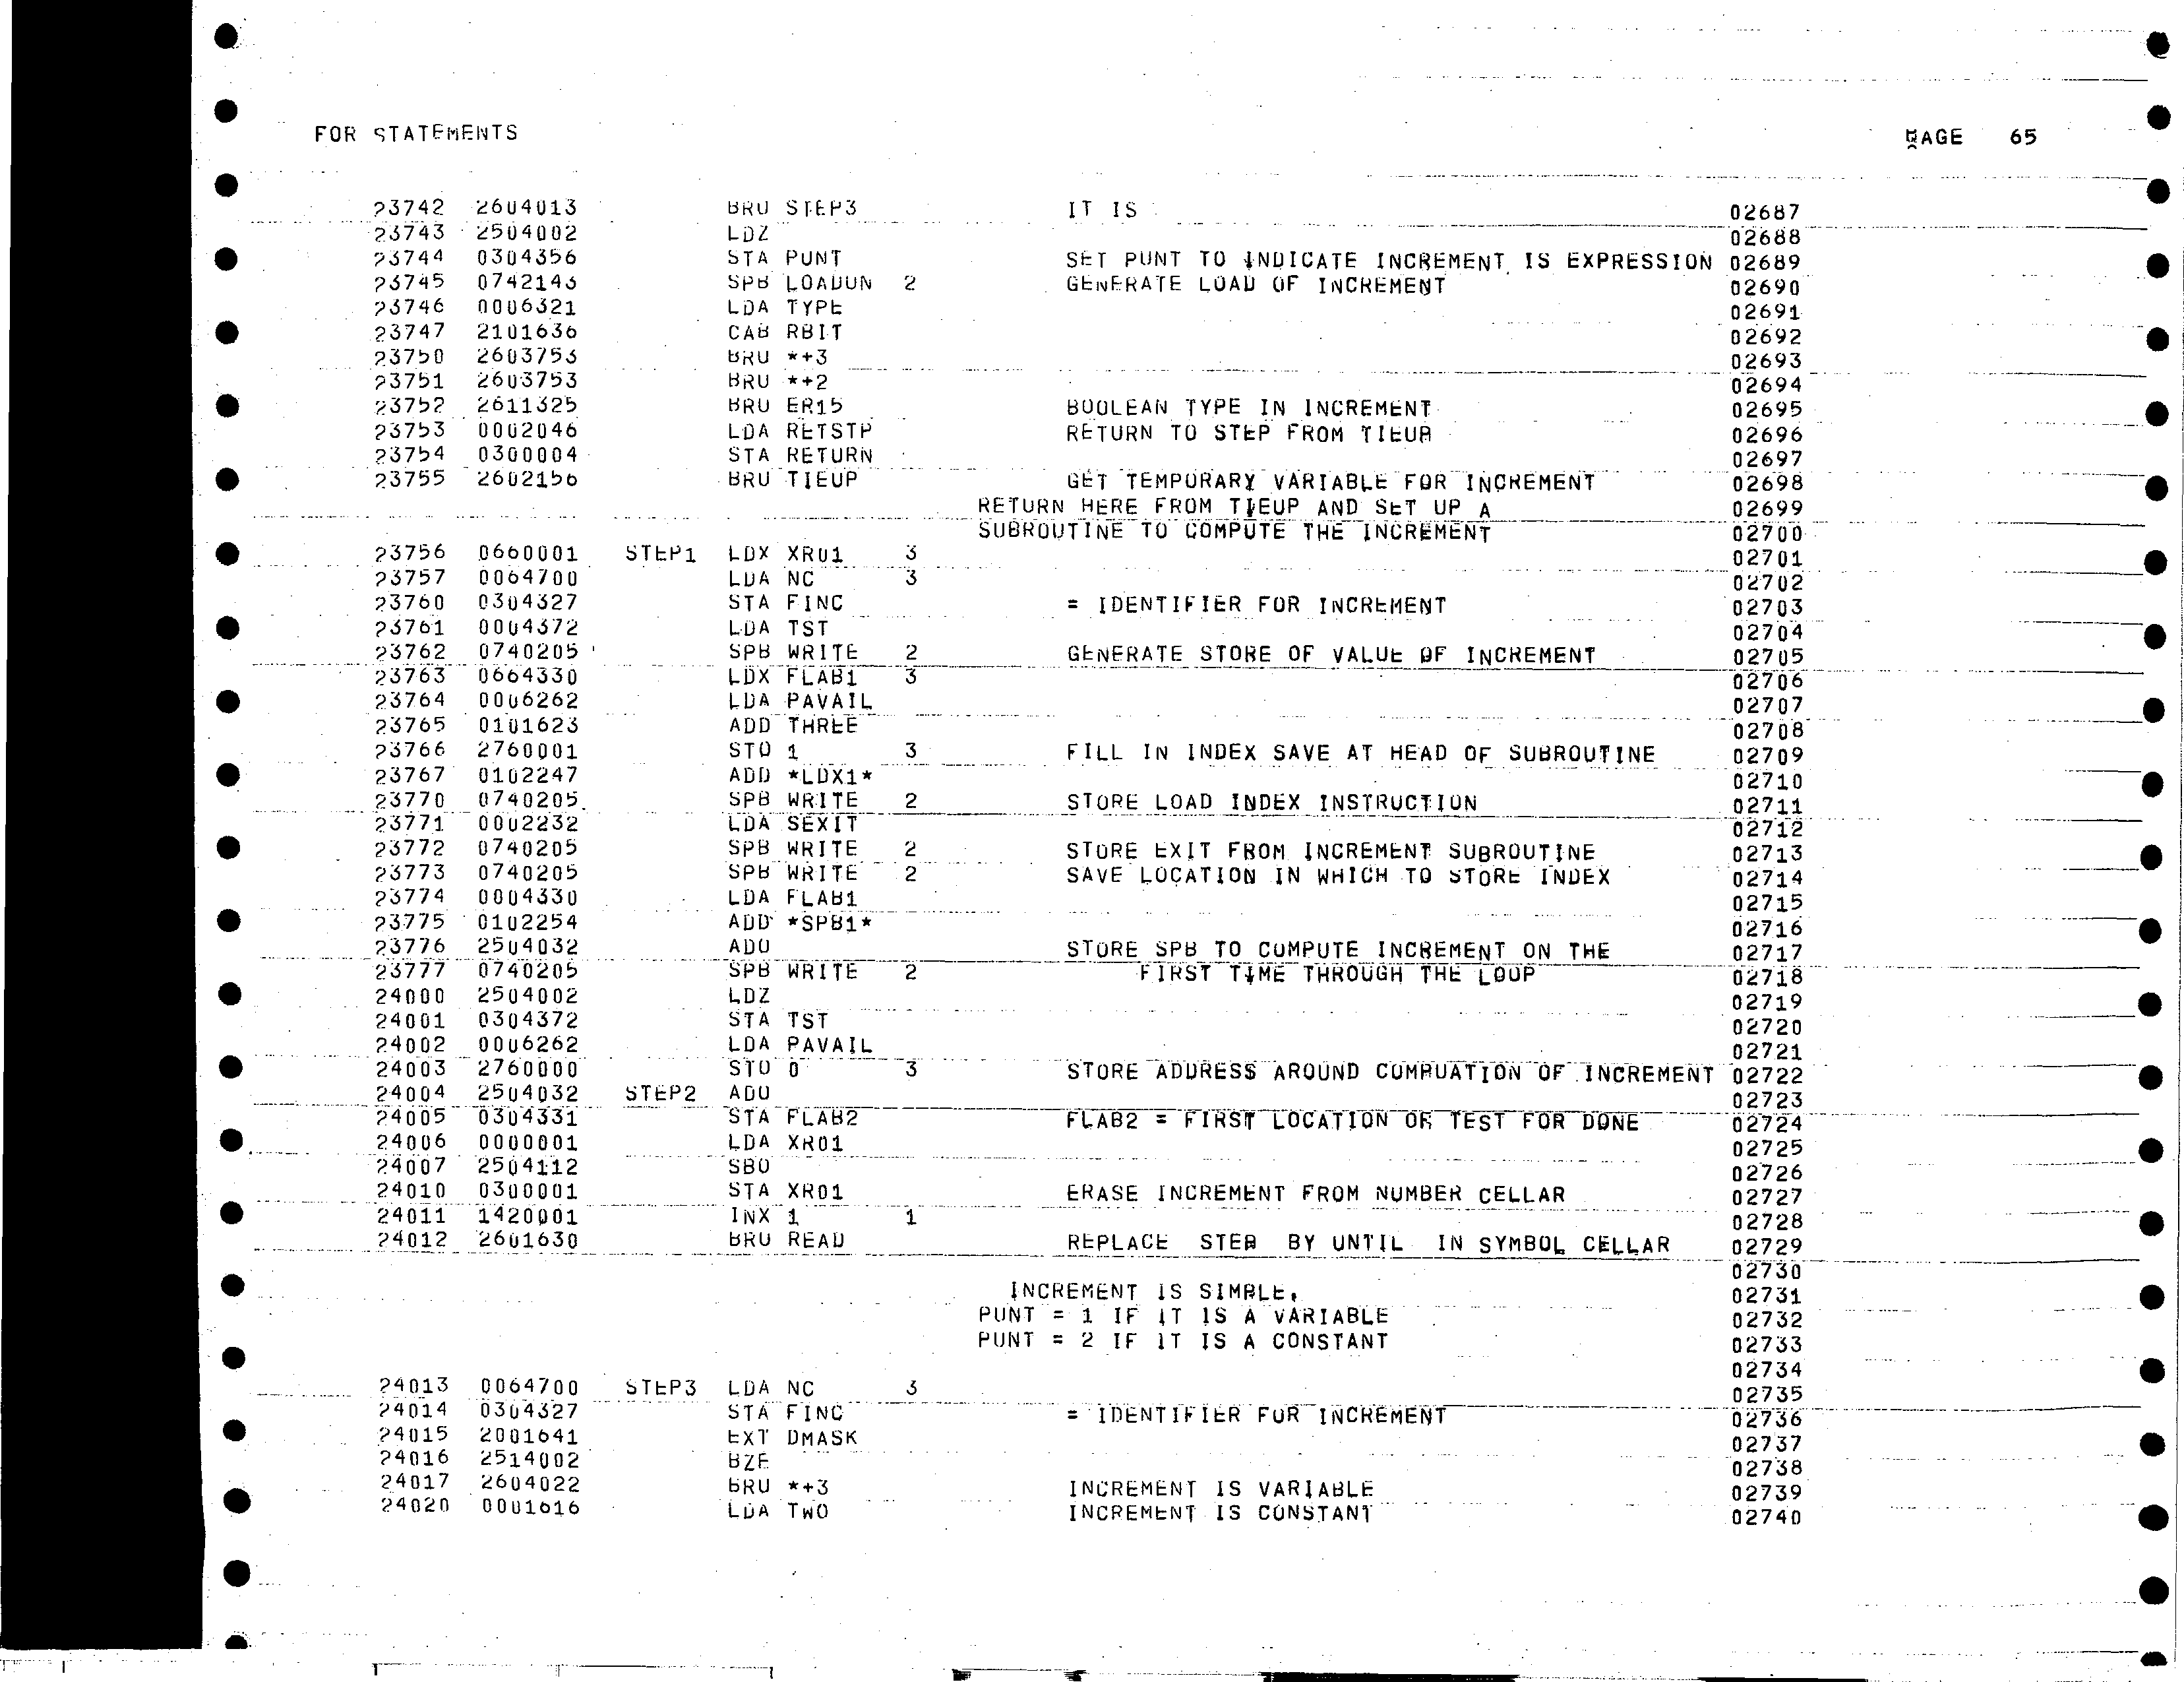 FOR STATEMENTS PAGE 65
23742 2604013 BRU STEP3 IT IS 02687
23743 2504002 LDZ 02688
23744 0304356 STA PUNT SET PUNT TO INDICATE INCREMENT IS EXPRESSION 02689
23745 0742143 SPB LOADUN 2 GENERATE LOAD OF INCREMENT 02690
23746 0006321 LDA TYPE 02691
23747 2101636 CAB RBIT 02692
23750 2603753 BRU *+3 02693
23751 2603753 BRU *+2 02694
23752 2611325 BRU ER15 BOOLEAN TYPE IN INCREMENT 02695
23753 0002046 LDA RETSTP RETURN TO STEP FROM TIEUP 02696
23754 0300004 STA RETURN 02697
23755 2602156 BRU TIEUP GET TEMPORARY VARIABLE FOR INCREMENT 02698
RETURN HERE FROM TIEUP AND SET UP A 02699
SUBROUTINE TO COMPUTE THE INCREMENT 02700
23756 0660001 STEP1 LDX XR01 3 02701
23757 0064700 LDA NC 3 02702
23760 0304327 STA FINC = IDENTIFIER FOR INCREMENT 02703
23761 0004372 LDA TST 02704
23762 0740205 SPB WRITE 2 GENERATE STORE OF VALUE OF INCREMENT 02705
23763 0664330 LDX FLAB1 3 02706
23764 0006262 LDA PAVAIL 02707
23765 0101623 ADD THREE 02708
23766 2760001 STO 1 3 FILL IN INDEX SAVE AT HEAD OF SUBROUTINE 02709
23767 0102247 ADD *LDX1* 02710
23770 0740205 SPB WRITE 2 STORE LOAD INDEX INSTRUCTION 02711
23771 0002232 LDA SEXIT 02712
23772 0740205 SPB WRITE 2 STORE EXIT FROM INCREMENT SUBROUTINE 02713
23773 0740205 SPB WRITE 2 SAVE LOCATION IN WHICH TO STORE INDEX 02714
23774 0004330 LDA FLAB1 02715
23775 0102254 ADD *SPB1* 02716
23776 2504032 ADO STORE SPB TO COMPUTE INCREMENT ON THE 02717
23777 0740205 SPB WRITE 2 FIRST TIME THROUGH THE LOOP 02718
24000 2504002 LDZ 02719
24001 0304372 STA TST 02720
24002 0006262 LDA PAVAIL 02721
24003 2760000 STO 0 3 STORE ADDRESS AROUND COMPUATION OF INCREMENT 02722
24004 2504032 STEP2 ADO 02723
24005 0304331 STA FLAB2 FLAB2 = FIRST LOCATION OF TEST FOR DONE 02724
24006 0000001 LDA XR01 02725
24007 2504112 SBO 02726
24010 0300001 STA XR01 ERASE INCREMENT FROM NUMBER CELLAR 02727
24011 1420001 INX 1 1 02728
24012 2601630 BRU READ REPLACE STEP BY UNTIL IN SYMBOL CELLAR 02729
02730
INCREMENT IS SIMPLE, 02731
PUNT = 1 IF IT IS A VARIABLE 02732
PUNT = 2 IF IT IS A CONSTANT 02733
02734
24013 0064700 STEP3 LDA NC 3 02735
24014 0304327 STA FINC = IDENTIFIER FOR INCREMENT 02736
24015 2001641 EXT DMASK 02737
24016 2514002 BZE 02738
24017 2604022 BRU *+3 INCREMENT IS VARIABLE 02739
24020 0001616 LDA TWO INCREMENT IS CONSTANT 02740